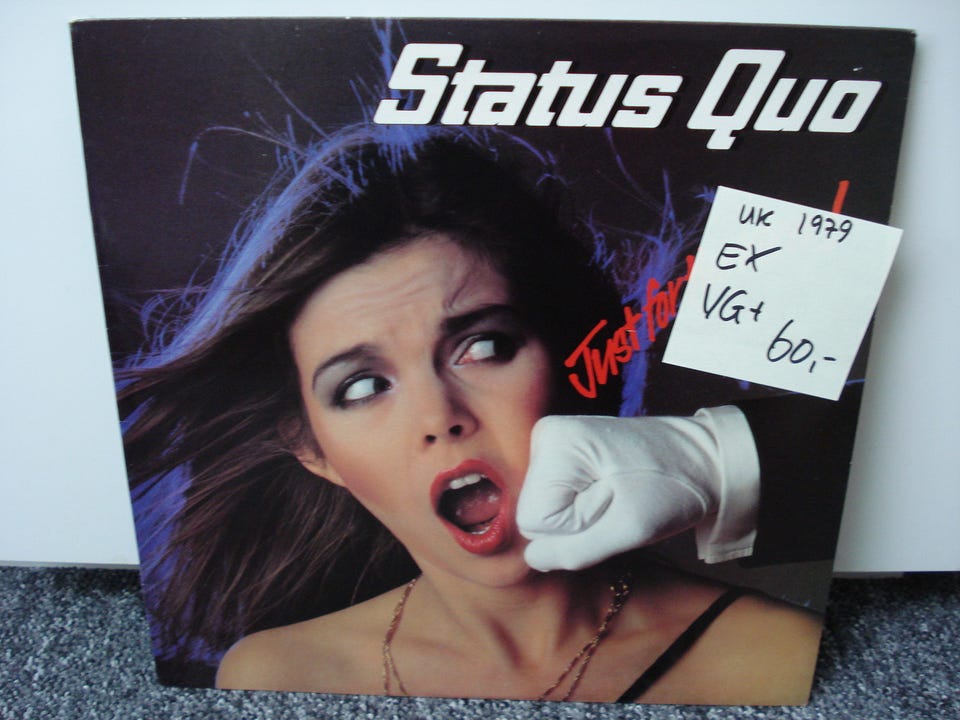 Status Quo
Just for
UK 1979
EX
VG+
60,-